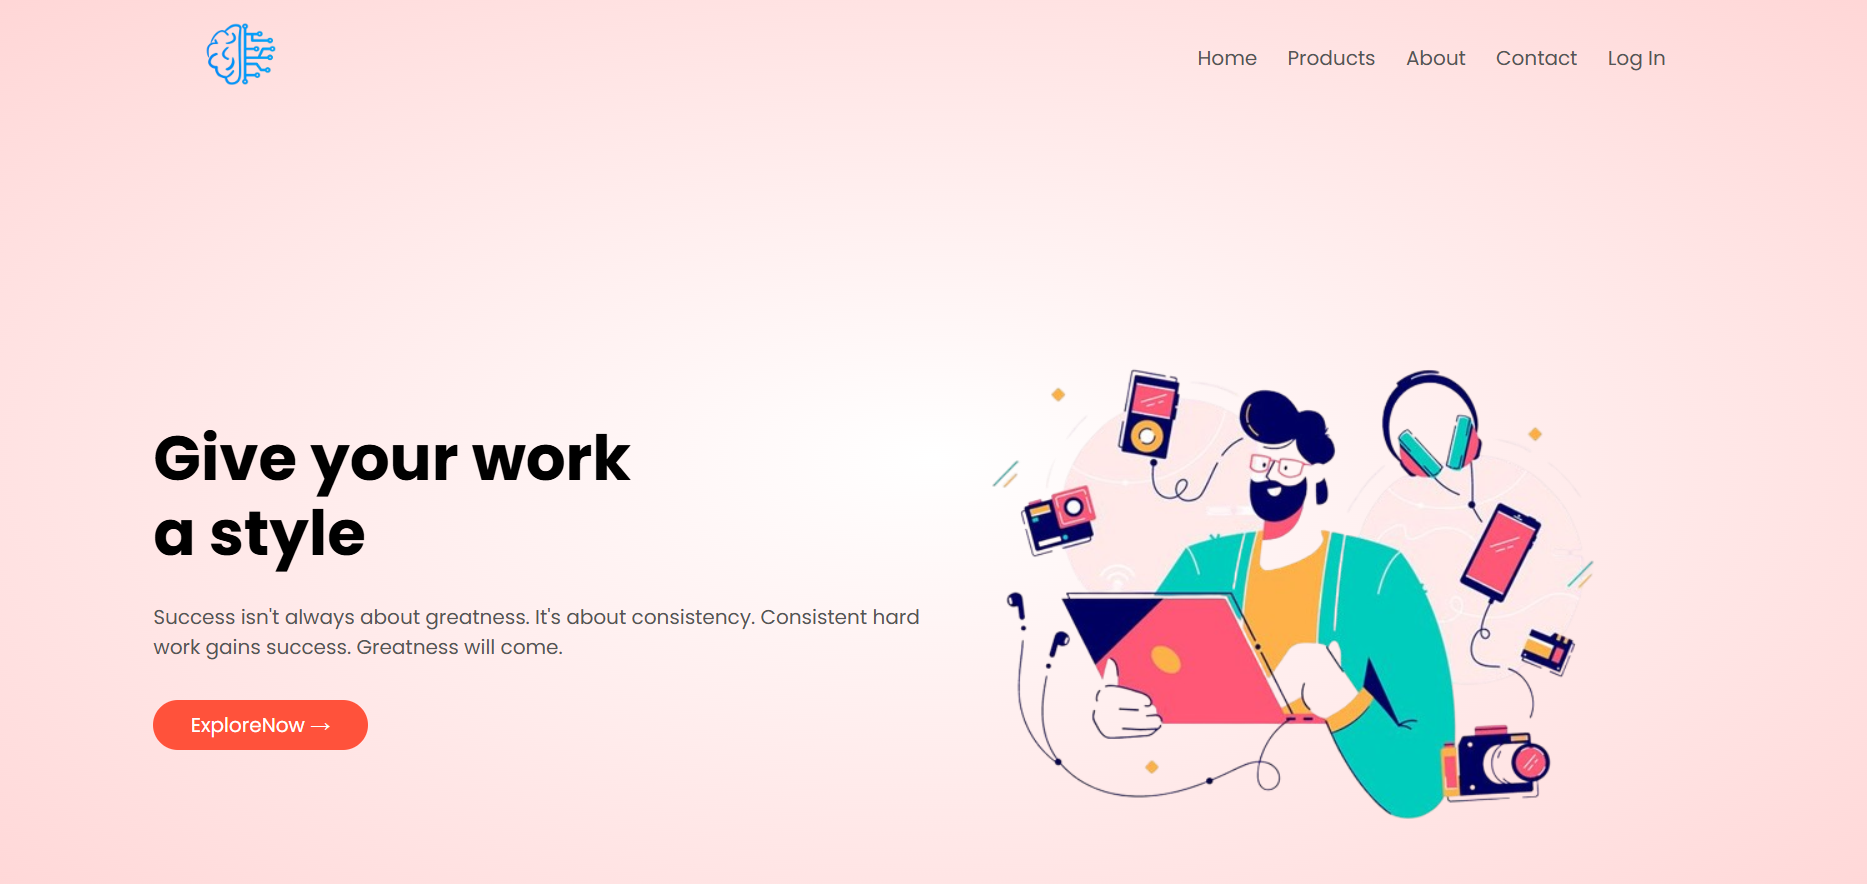 Home Products About Contact Log In
Give your work
a style
Success isn't always about greatness. It's about consistency. Consistent hard
work gains success. Greatness will come.
ExploreNow →